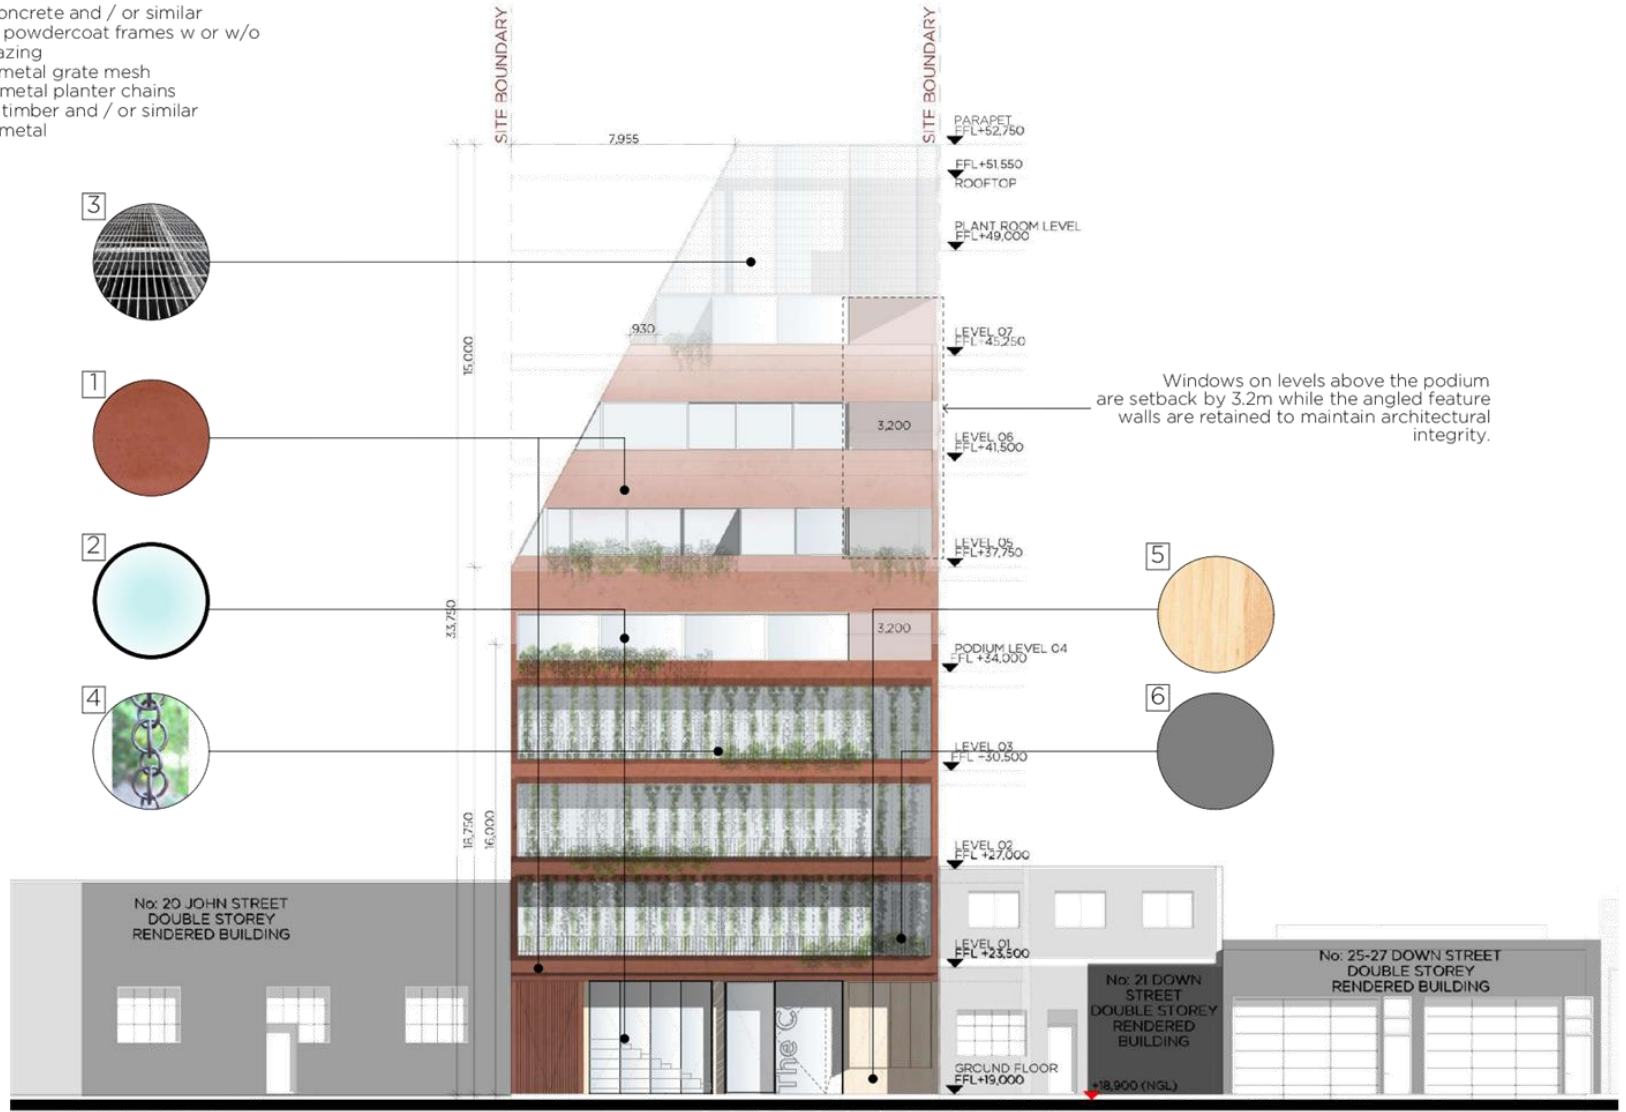 oncrete and / or similar
powdercoat frames w or w/o
azing
metal grate mesh
metal planter chains
timber and / or similar
metal
SITE BOUNDARY
SITE BOUNDARY
7,955
PARAPET
FFL+52,750
FFL+51,550
ROOFTOP
PLANT ROOM LEVEL
FFL+49,000
3
930
LEVEL 07
FFL+45,250
15,000
1
Windows on levels above the podium
are setback by 3.2m while the angled feature
walls are retained to maintain architectural
integrity.
3,200
LEVEL 06
FFL+41,500
2
LEVEL 05
FFL+37,750
5
33,750
3,200
PODIUM LEVEL 04
FFL +34,000
4
6
LEVEL 03
FFL +30,500
16,000
LEVEL 02
FFL +27,000
No: 20 JOHN STREET
DOUBLE STOREY
RENDERED BUILDING
LEVEL 01
FFL +23,500
No: 25-27 DOWN STREET
DOUBLE STOREY
RENDERED BUILDING
No: 21 DOWN
STREET
DOUBLE STOREY
RENDERED
BUILDING
The C
GROUND FLOOR
FFL+19,000
+18,900 (NGL)